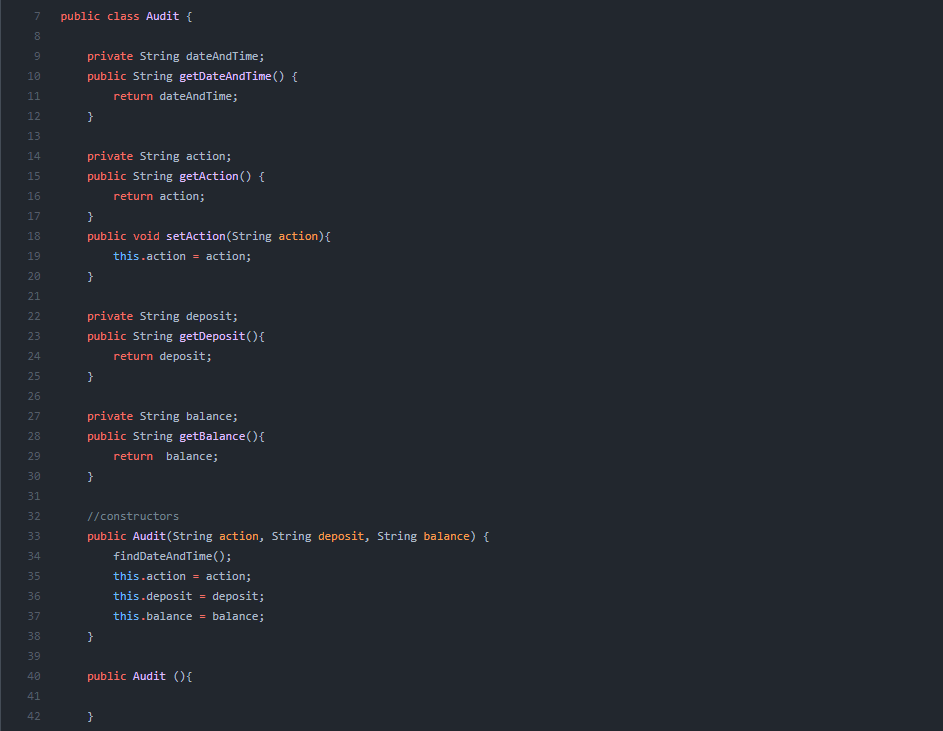 7 public class Audit {
8
9 private String dateAndTime;
10 public String getDateAndTime() {
11 return dateAndTime;
12 }
13
14 private String action;
15 public String getAction() {
16 return action;
17 }
18 public void setAction(String action){
19 this.action = action;
20 }
21
22 private String deposit;
23 public String getDeposit(){
24 return deposit;
25 }
26
27 private String balance;
28 public String getBalance(){
29 return  balance;
30 }
31
32 //constructors
33 public Audit(String action, String deposit, String balance) {
34 findDateAndTime();
35 this.action = action;
36 this.deposit = deposit;
37 this.balance = balance;
38 }
39
40 public Audit (){
41
42 }